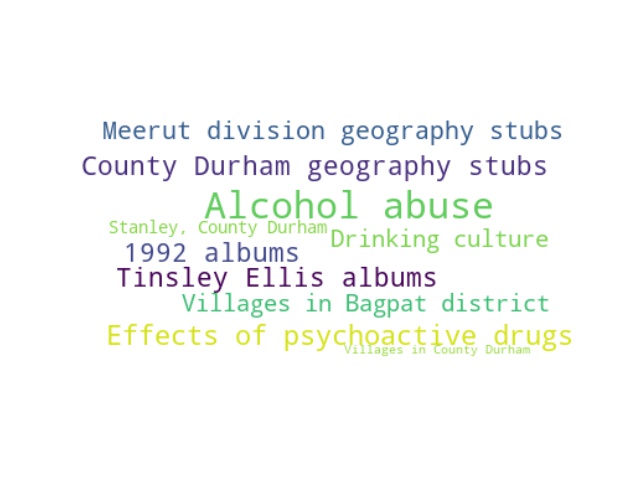 Meerut division geography stubs
County Durham geography stubs
Alcohol abuse
Stanley, County Durham
Drinking culture
1992 albums
Tinsley Ellis albums
Villages in Bagpat district
Effects of psychoactive drugs
Villages in County Durham